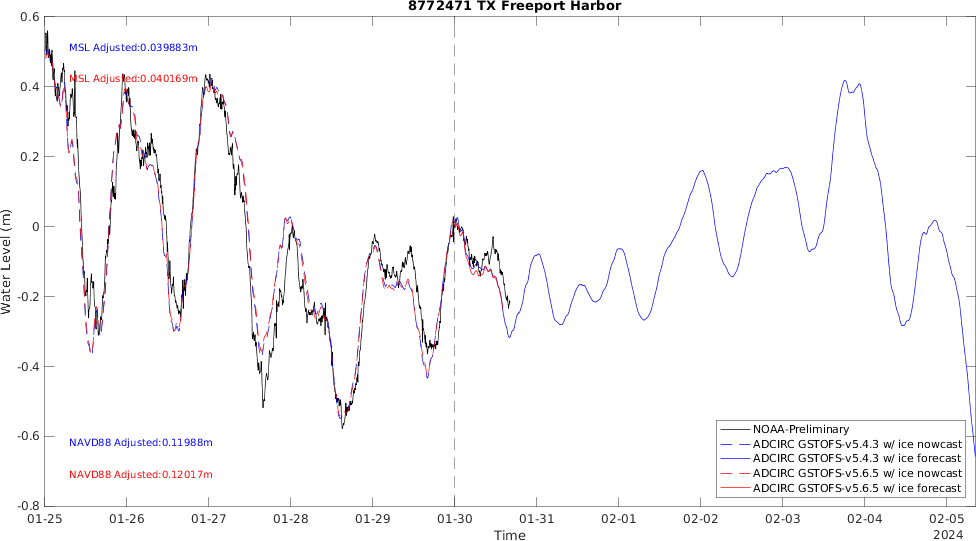 8772471 TX Freeport Harbor
0.6
MSL Adjusted:0.039883m
MSL Adjusted:0.040169m
0.4
0.2
0
Water Level (m)
-0.2
-0.4
-0.6
-0.8
NAVD88 Adjusted:0.11988m
NAVD88 Adjusted:0.12017m
NOAA-Preliminary
ADCIRC GSTOFS-v5.4.3 w/ ice nowcast
ADCIRC GSTOFS-v5.4.3 w/ ice forecast
ADCIRC GSTOFS-v5.6.5 w/ ice nowcast
ADCIRC GSTOFS-v5.6.5 w/ ice forecast
01-25 01-26 01-27 01-28 01-29 01-30 01-31 02-01 02-02 02-03 02-04 02-05
2024
Time